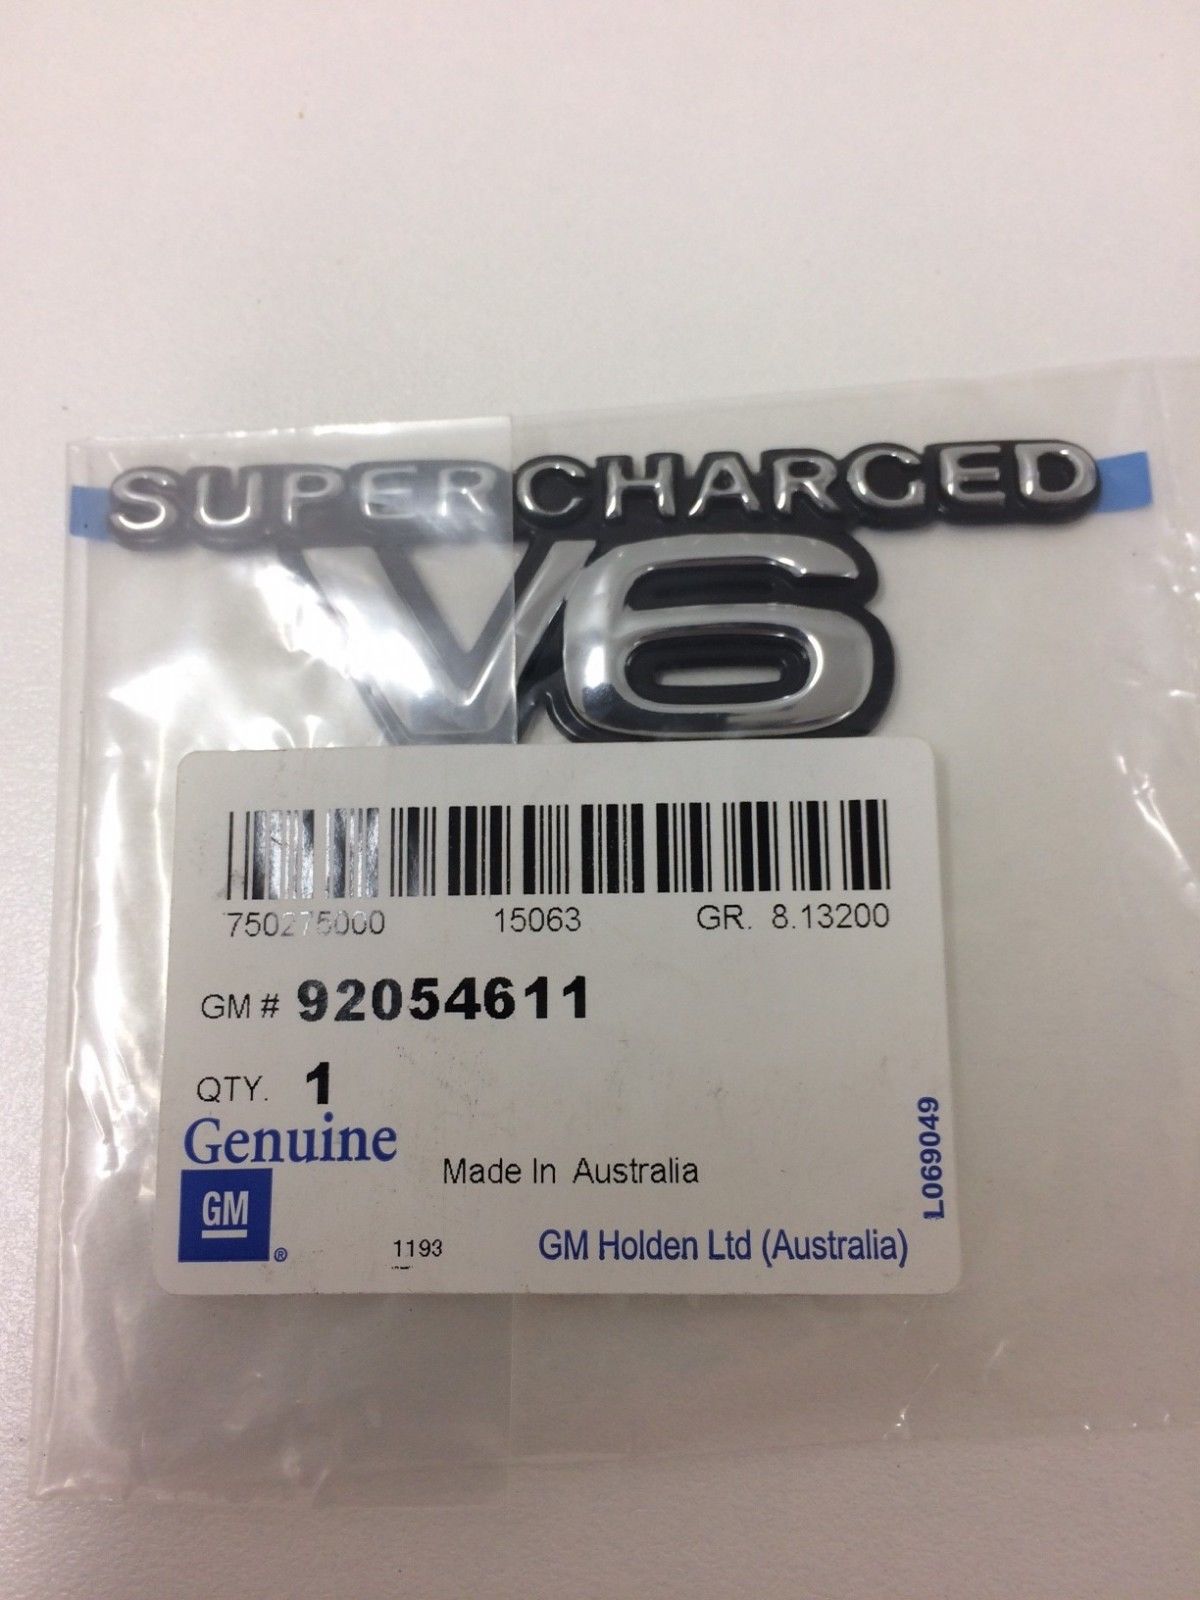 SUPERCHARGED
V6
750275000 15063 GR. 8.13200
GM # 92054611
QTY. 1
Genuine
GM ®
Made In Australia
1193
GM Holden Ltd (Australia)
L069049